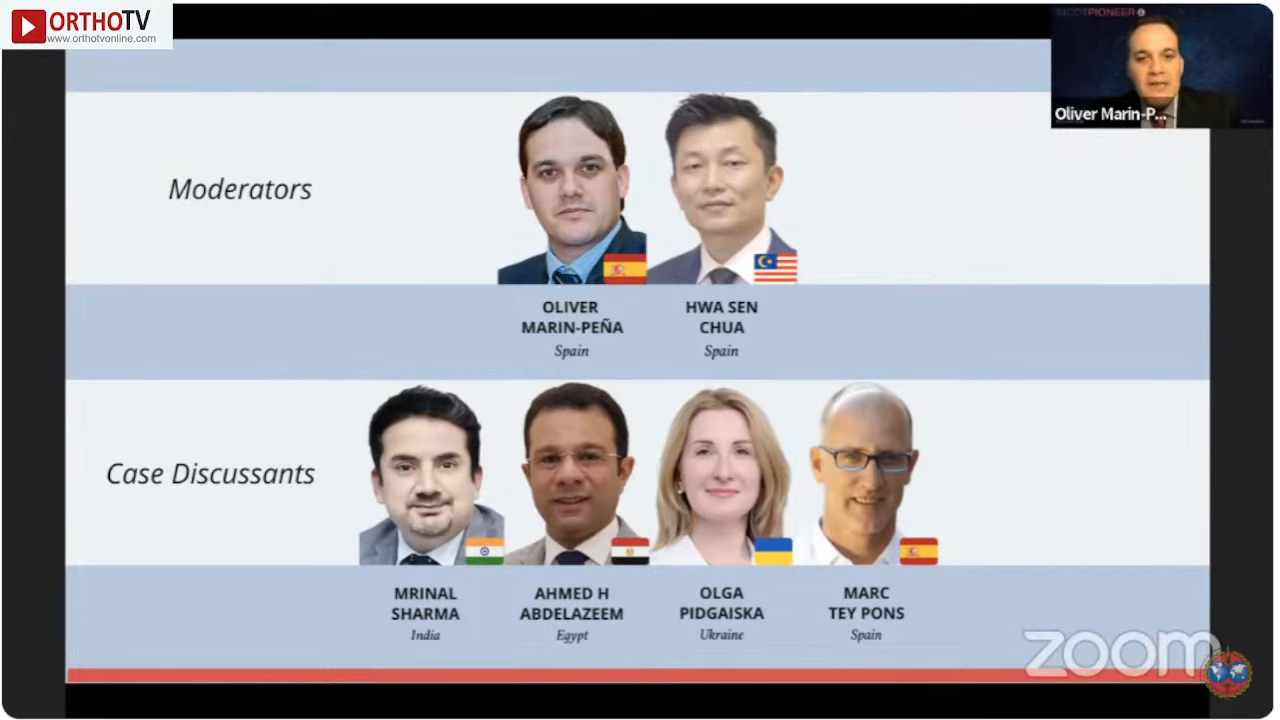 ORTHOTV
www.orthotvonline.com
PIONEER
Oliver Marin-P...
Moderators
OLIVER
MARIN-PEÑA
Spain
HWA SEN
CHUA
Spain
Case Discussants
MRINAL
SHARMA
India
AHMED H
ABDELAZEEM
Egypt
OLGA
PIDGAISKA
Ukraine
MARC
TEY PONS
Spain
zoom